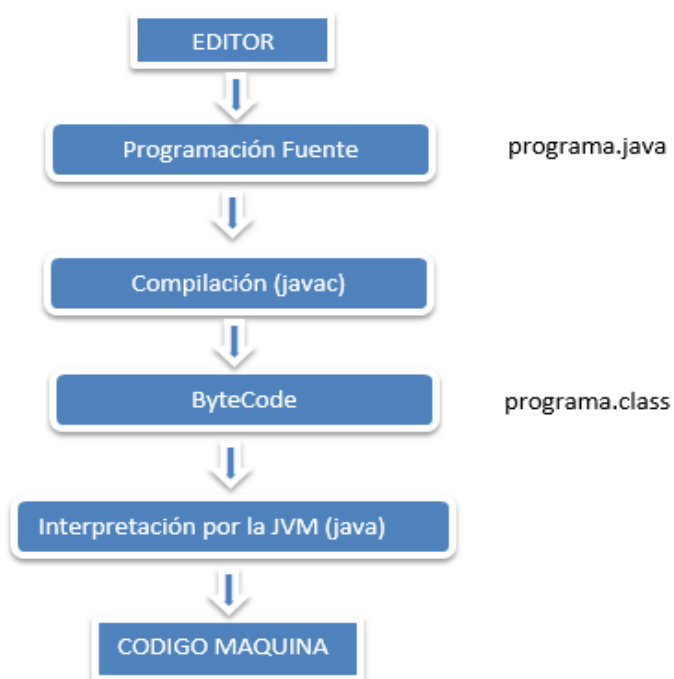 EDITOR
Programación Fuente
programa.java
Compilación (javac)
ByteCode
programa.class
Interpretación por la JVM (java)
CODIGO MAQUINA